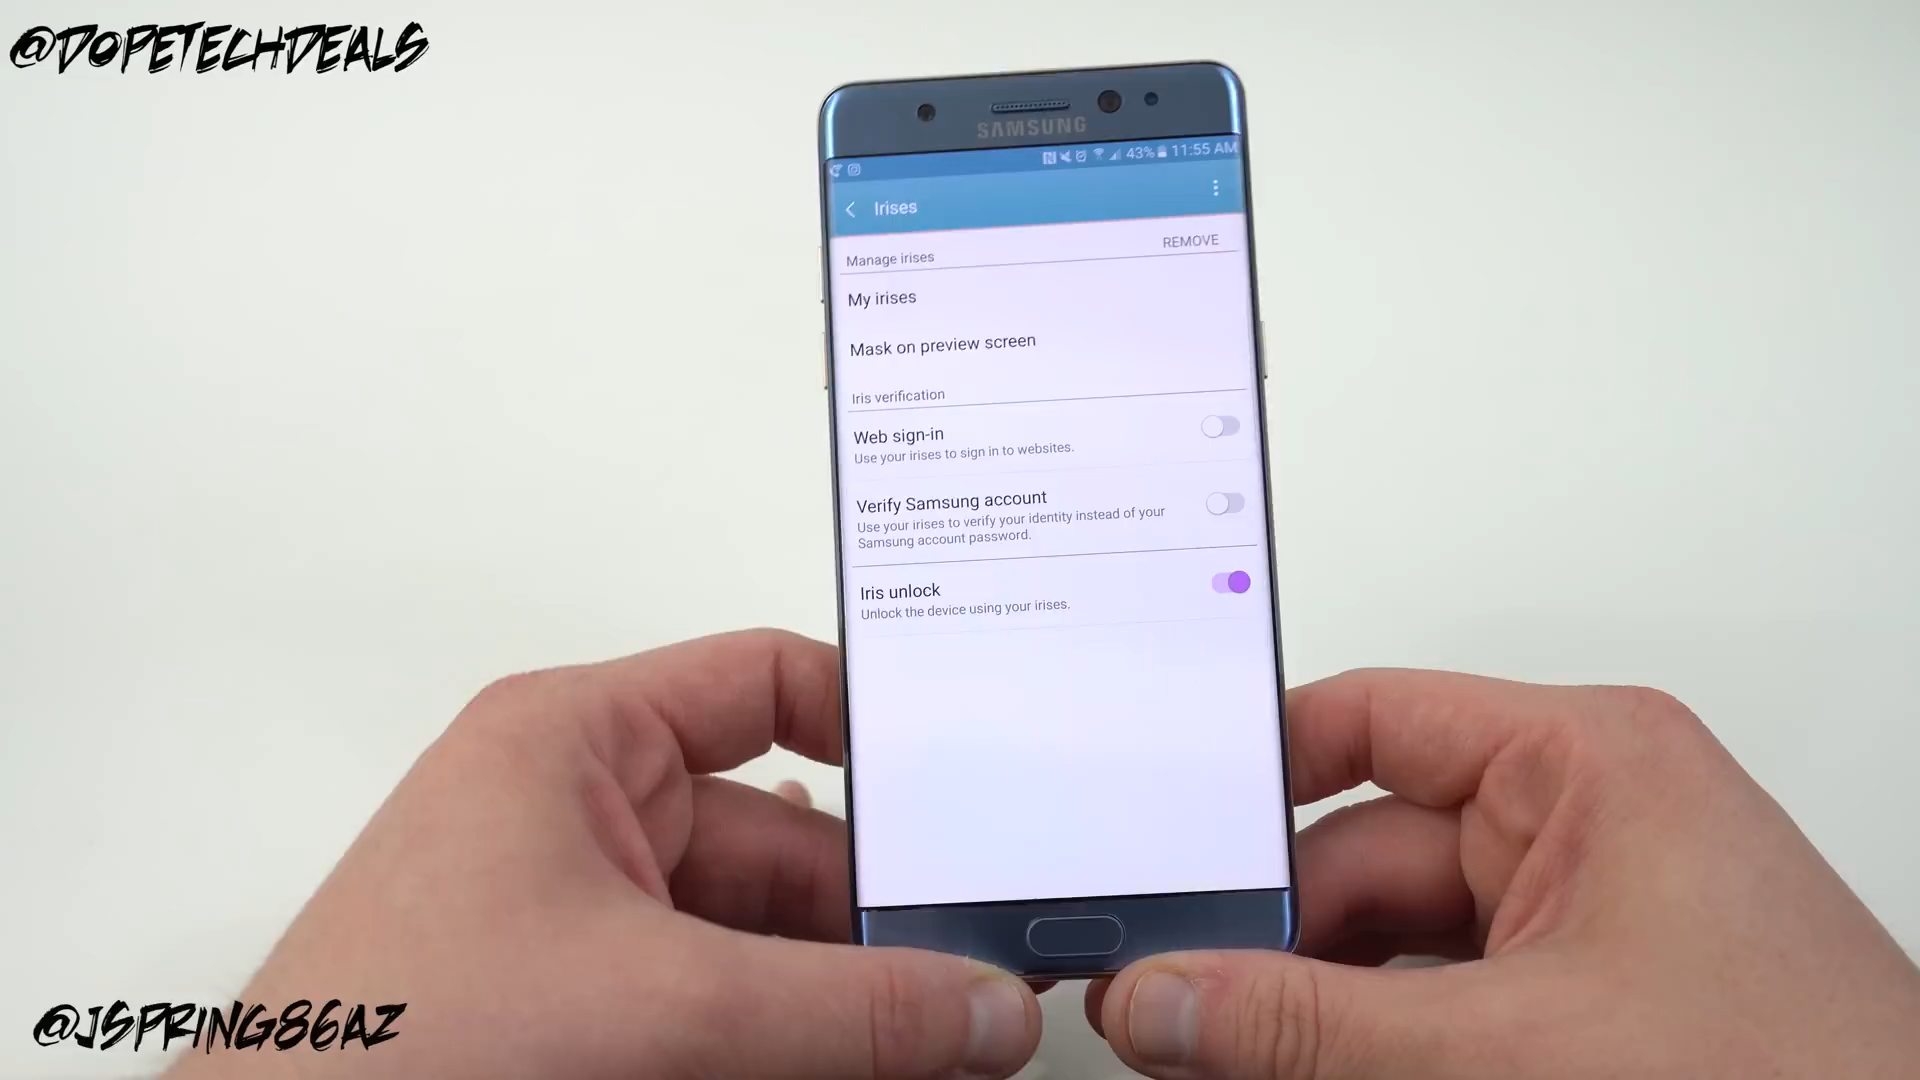 @DOPETECHDEALS
SAMSUNG
43% 11:55 AM
Irises
Manage irises
REMOVE
My irises
Mask on preview screen
Iris verification
Web sign-in
Use your irises to sign in to websites.
Verify Samsung account
Use your irises to verify your identity instead of your
Samsung account password.
Iris unlock
Unlock the device using your irises.
@JSPRING86AZ